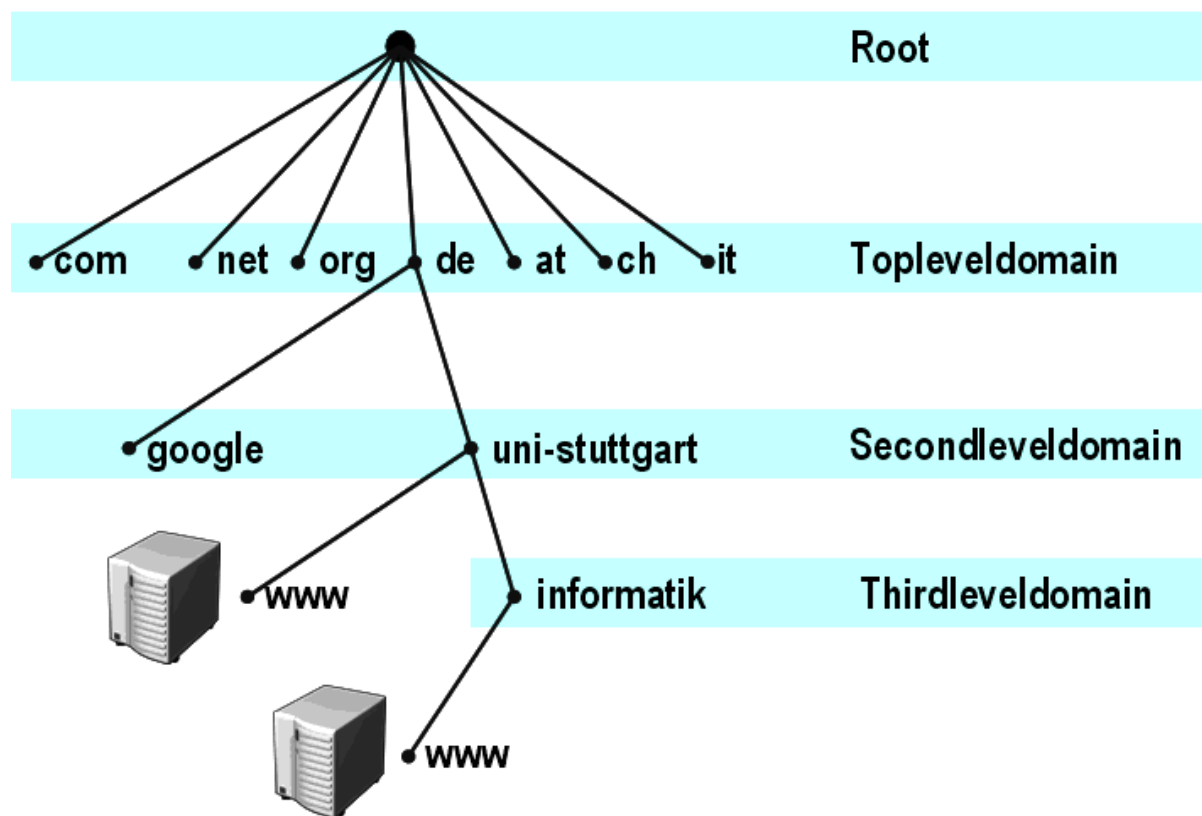 Root
com net org de at ch it Topleveldomain
google uni-stuttgart Secondleveldomain
www informatik Thirdleveldomain
www